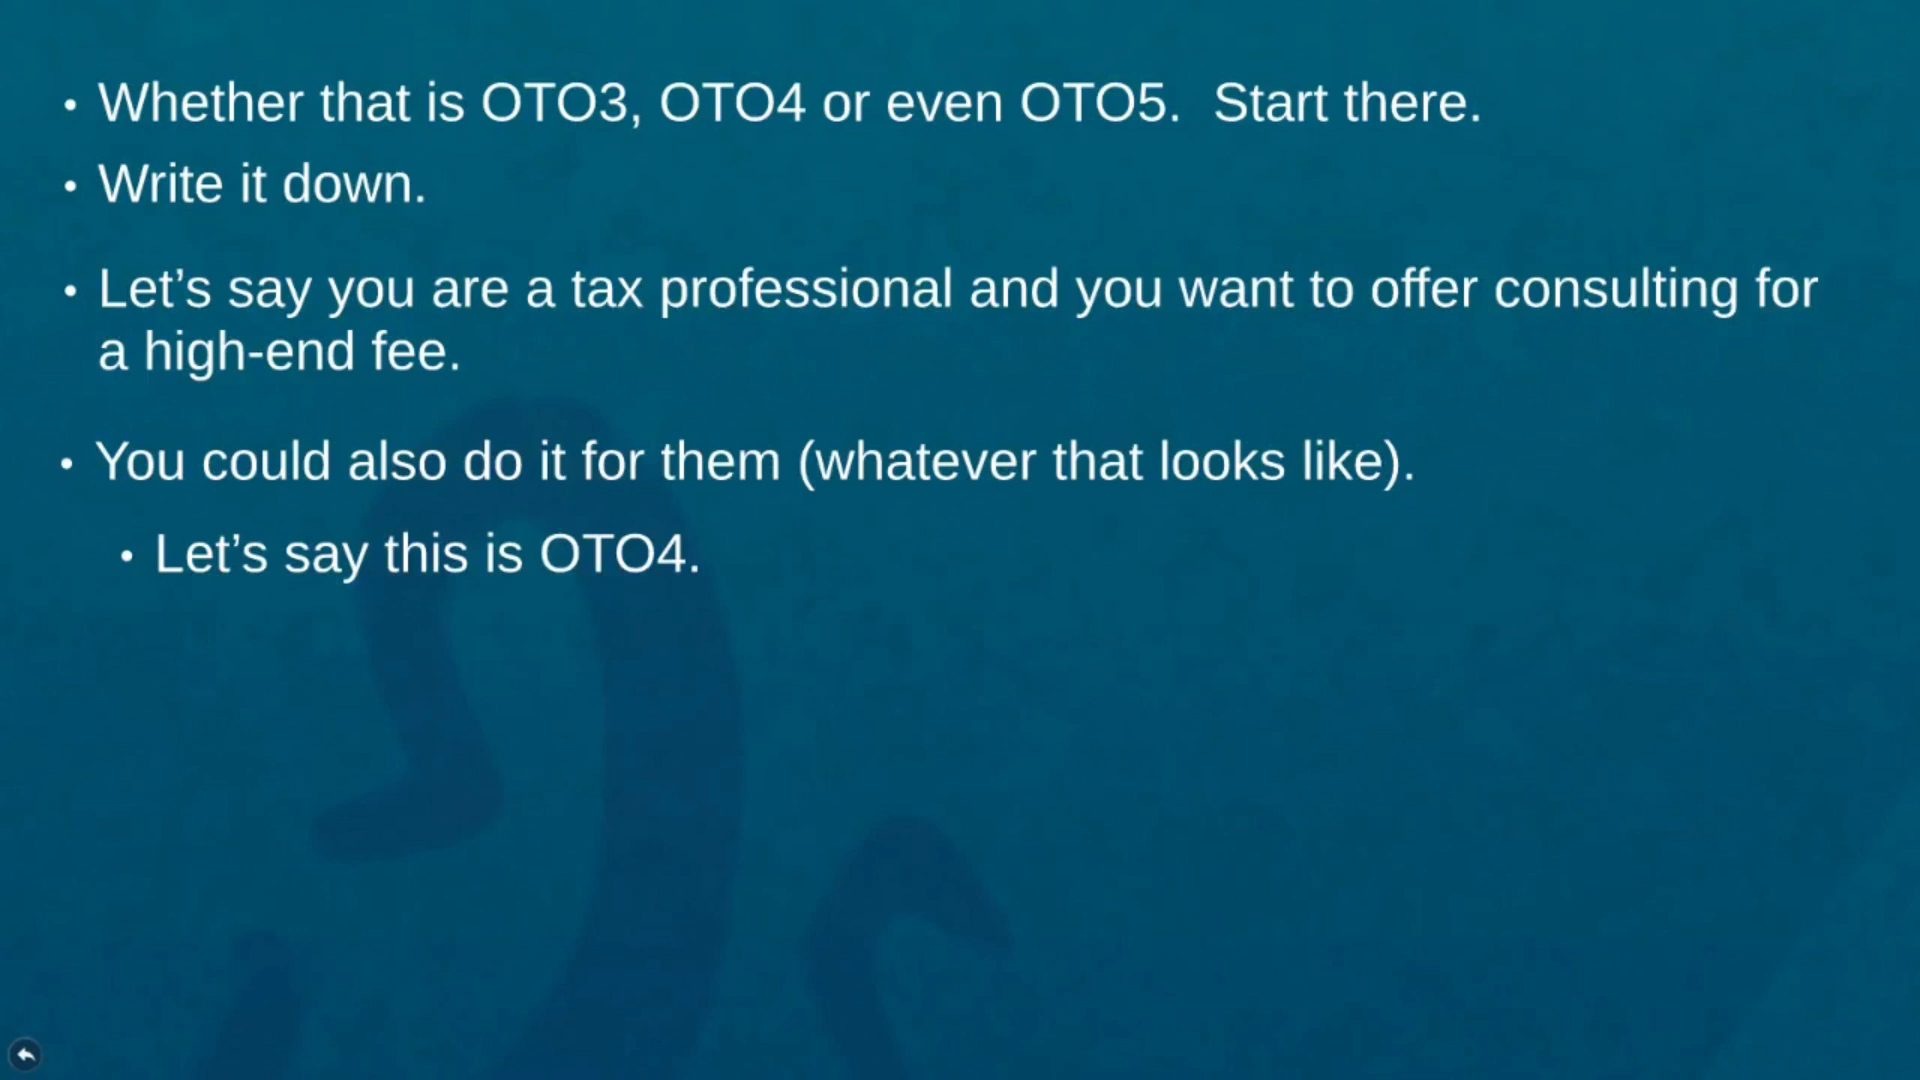 • Whether that is OTO3, OTO4 or even OTO5.  Start there.
• Write it down.
• Let’s say you are a tax professional and you want to offer consulting for
a high-end fee.
• You could also do it for them (whatever that looks like).
• Let’s say this is OTO4.